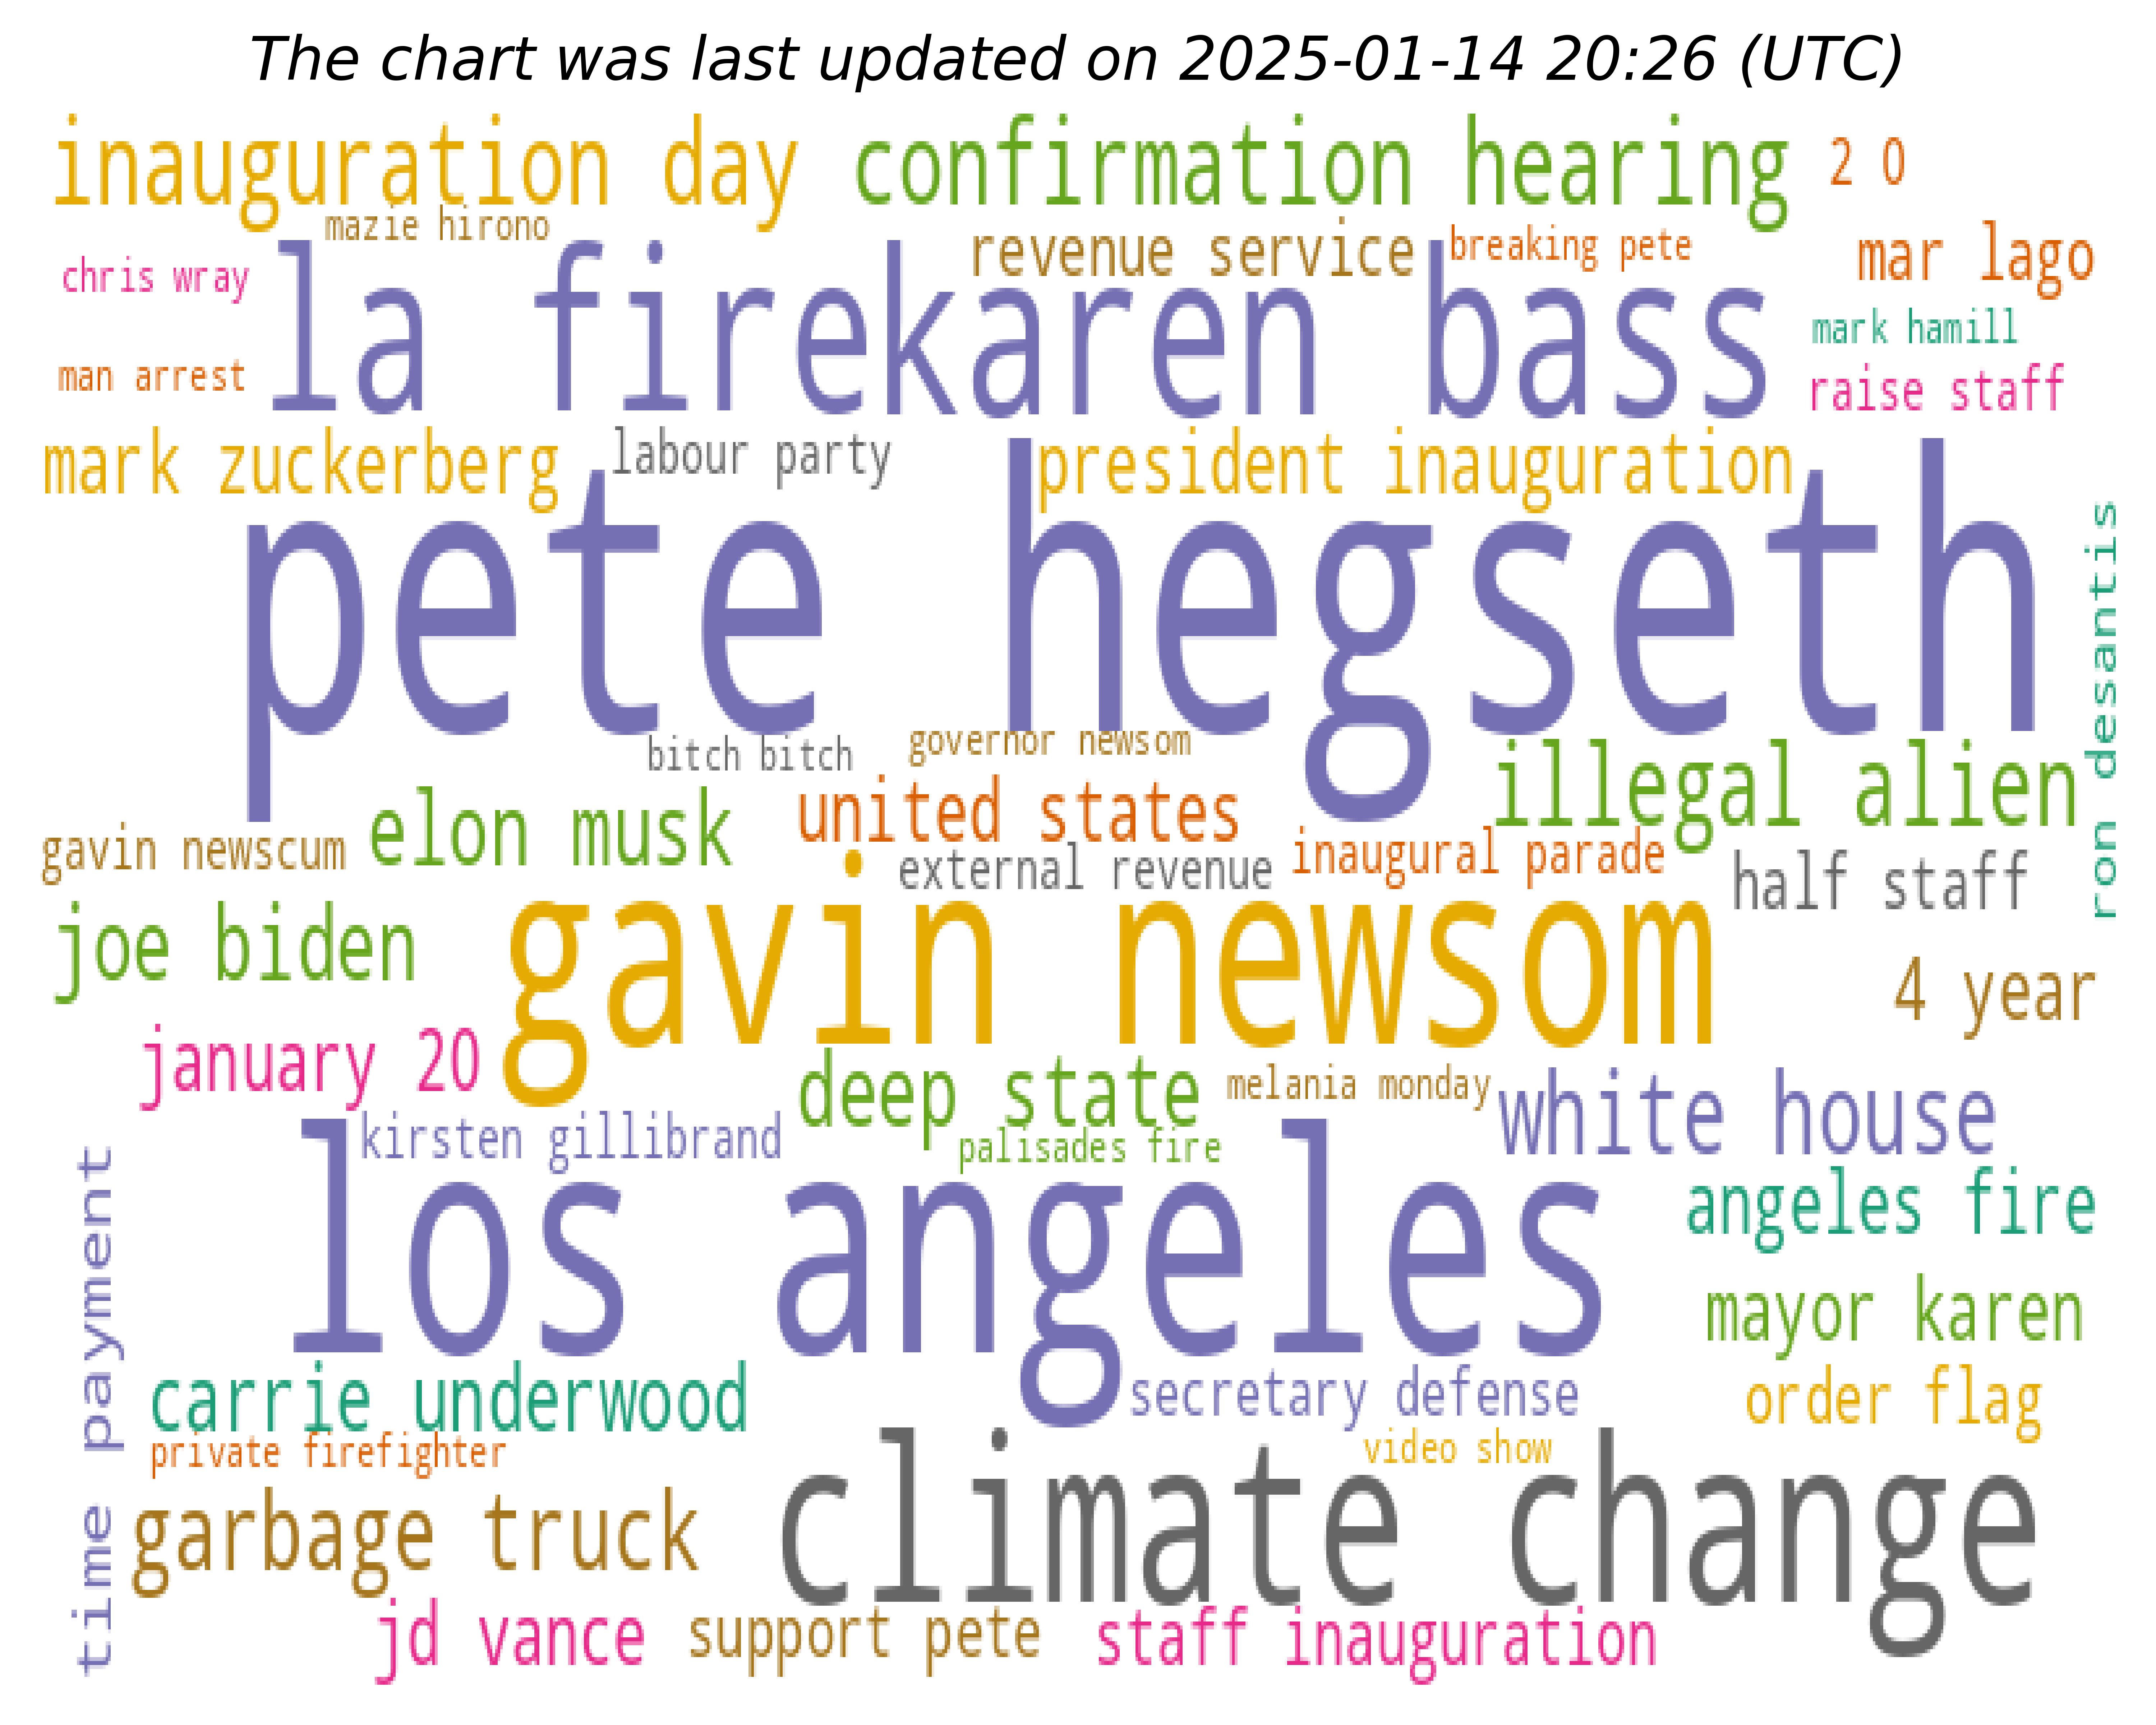 The chart was last updated on 2025-01-14 20:26 (UTC)
inauguration day
confirmation hearing
2 0
mazie hirono
revenue service
breaking pete
mar lago
chris wray
la fire
karen bass
mark hamill
man arrest
raise staff
mark zuckerberg
labour party
president inauguration
pete hegseth
ron desantis
bitch bitch
governor newsom
illegal alien
elon musk
united states
gavin newscum
external revenue
inaugural parade
half staff
joe biden
gavin newsom
4 year
january 20
deep state
melania monday
white house
kirsten gillibrand
palisades fire
los angeles
angeles fire
time payment
mayor karen
carrie underwood
secretary defense
order flag
private firefighter
video show
garbage truck
climate change
jd vance
support pete
staff inauguration